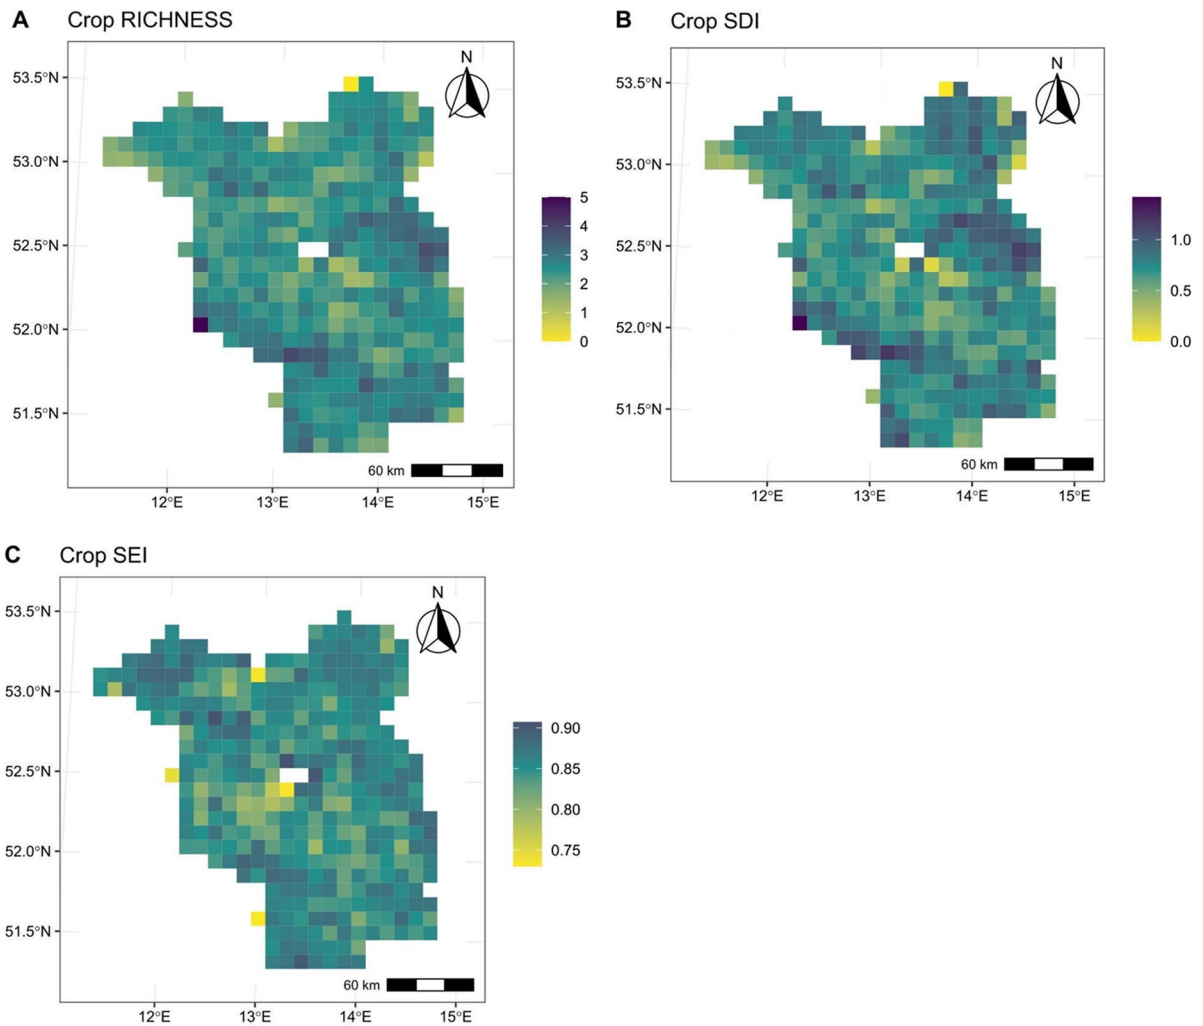 A Crop RICHNESS
N
53.5°N
53.0°N
52.5°N
52.0°N
51.5°N
60 km
12°E 13°E 14°E 15°E
5
4
3
2
1
0
B Crop SDI
N
53.5°N
53.0°N
52.5°N
52.0°N
51.5°N
60 km
12°E 13°E 14°E 15°E
1.0
0.5
0.0
C Crop SEI
N
53.5°N
53.0°N
52.5°N
52.0°N
51.5°N
60 km
12°E 13°E 14°E 15°E
0.90
0.85
0.80
0.75